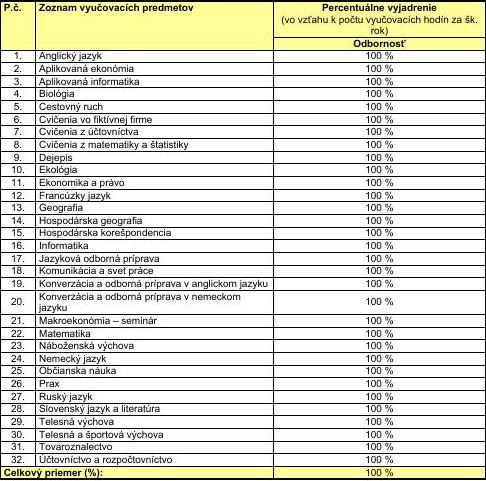 P.č. Zoznam vyučovacích predmetov Percentuálne vyjadrenie
(vo vzťahu k počtu vyučovacích hodín za šk.
rok)
Odbornosť
1. Anglický jazyk 100 %
2. Aplikovaná ekonómia 100 %
3. Aplikovaná informatika 100 %
4. Biológia 100 %
5. Cestovný ruch 100 %
6. Cvičenia vo fiktívnej firme 100 %
7. Cvičenia z účtovníctva 100 %
8. Cvičenia z matematiky a štatistiky 100 %
9. Dejepis 100 %
10. Ekológia 100 %
11. Ekonomika a právo 100 %
12. Francúzky jazyk 100 %
13. Geografia 100 %
14. Hospodárska geografia 100 %
15. Hospodárska korešpondencia 100 %
16. Informatika 100 %
17. Jazyková odborná príprava 100 %
18. Komunikácia a svet práce 100 %
19. Konverzácia a odborná príprava v anglickom jazyku 100 %
20. Konverzácia a odborná príprava v nemeckom
jazyku 100 %
21. Makroekonómia – seminár 100 %
22. Matematika 100 %
23. Náboženská výchova 100 %
24. Nemecký jazyk 100 %
25. Občianska náuka 100 %
26. Prax 100 %
27. Ruský jazyk 100 %
28. Slovenský jazyk a literatúra 100 %
29. Telesná výchova 100 %
30. Telesná a športová výchova 100 %
31. Tovaroznalectvo 100 %
32. Účtovníctvo a rozpočtovníctvo 100 %
Celkový priemer (%): 100 %